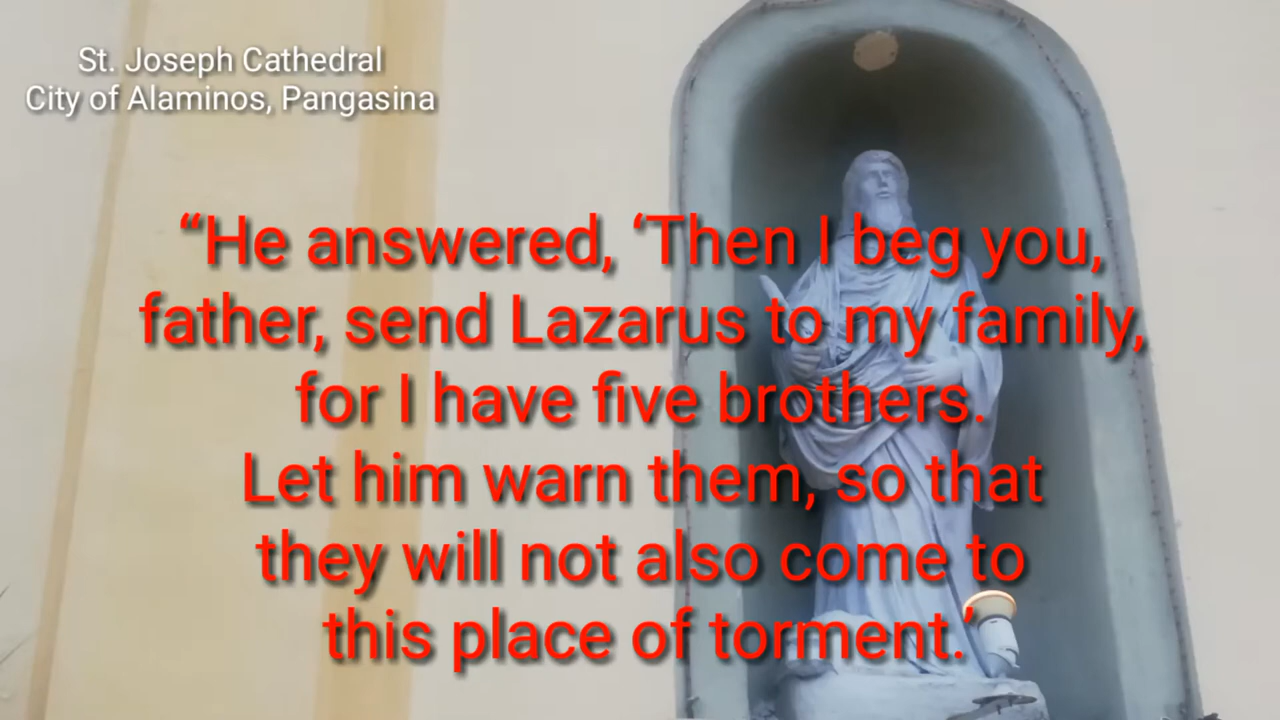 St. Joseph Cathedral
City of Alaminos, Pangasina
“He answered, ‘Then I beg you,
father, send Lazarus to my family,
for I have five brothers.
Let him warn them, so that
they will not also come to
this place of torment.’